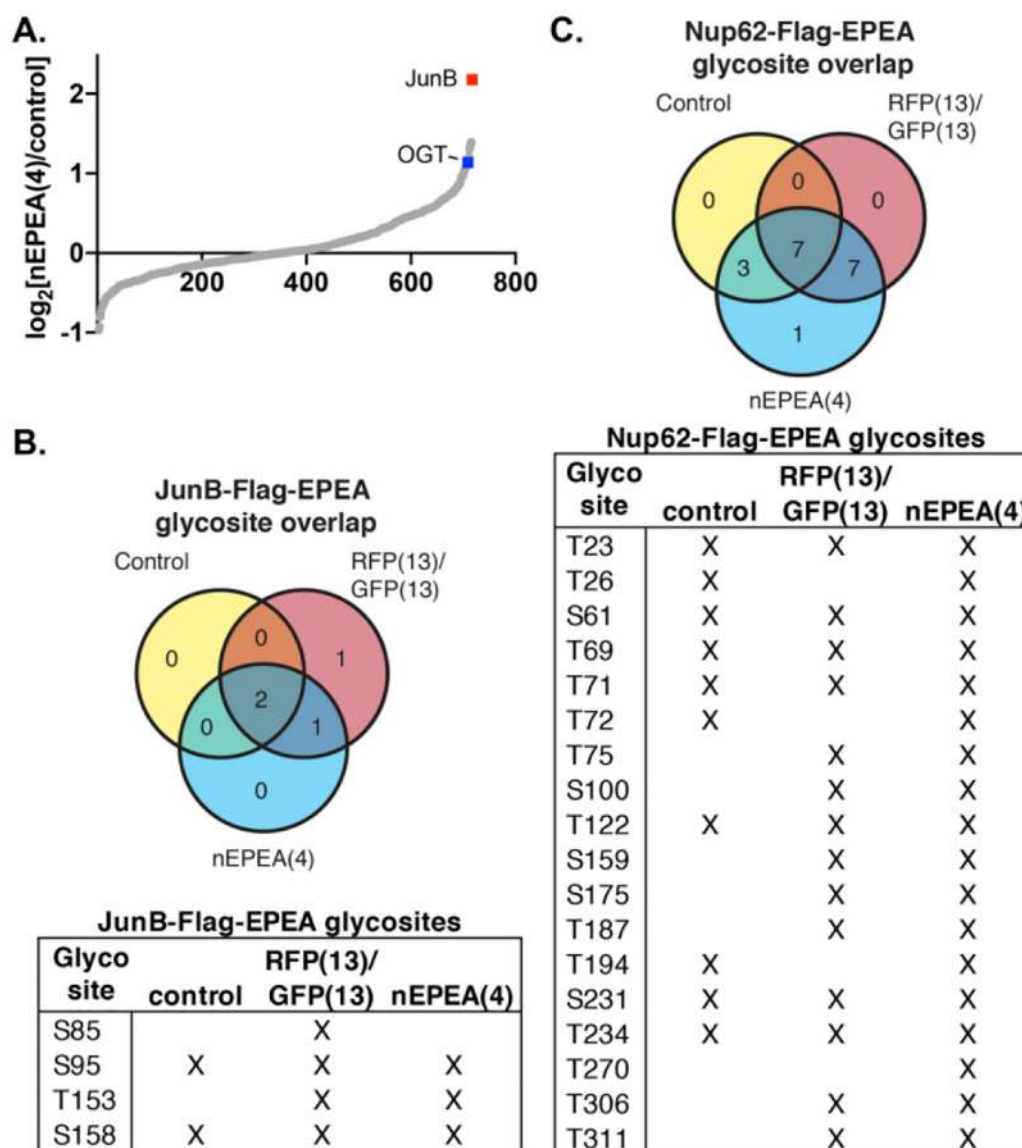 A.
log2[nEPEA(4)/control]
2
1
0
-1
JunB
OGT
200
400
600
800
B.
JunB-Flag-EPEA
glycosite overlap
Control
RFP(13)/
GFP(13)
0
0
1
2
0
1
0
nEPEA(4)
JunB-Flag-EPEA glycosites
Glyco site control RFP(13)/GFP(13) nEPEA(4)
S85 X
S95 X X X
T153 X X
S158 X X X
C.
Nup62-Flag-EPEA
glycosite overlap
Control
RFP(13)/
GFP(13)
0
0
0
7
3
7
1
nEPEA(4)
Nup62-Flag-EPEA glycosites
Glyco site control RFP(13)/GFP(13) nEPEA(4)
T23 X X X
T26 X X
S61 X X X
T69 X X X
T71 X X X
T72 X X
T75 X X
S100 X X
T122 X X X
S159 X X
S175 X X
T187 X X
T194 X X
S231 X X X
T234 X X X
T270 X
T306 X X
T311 X X